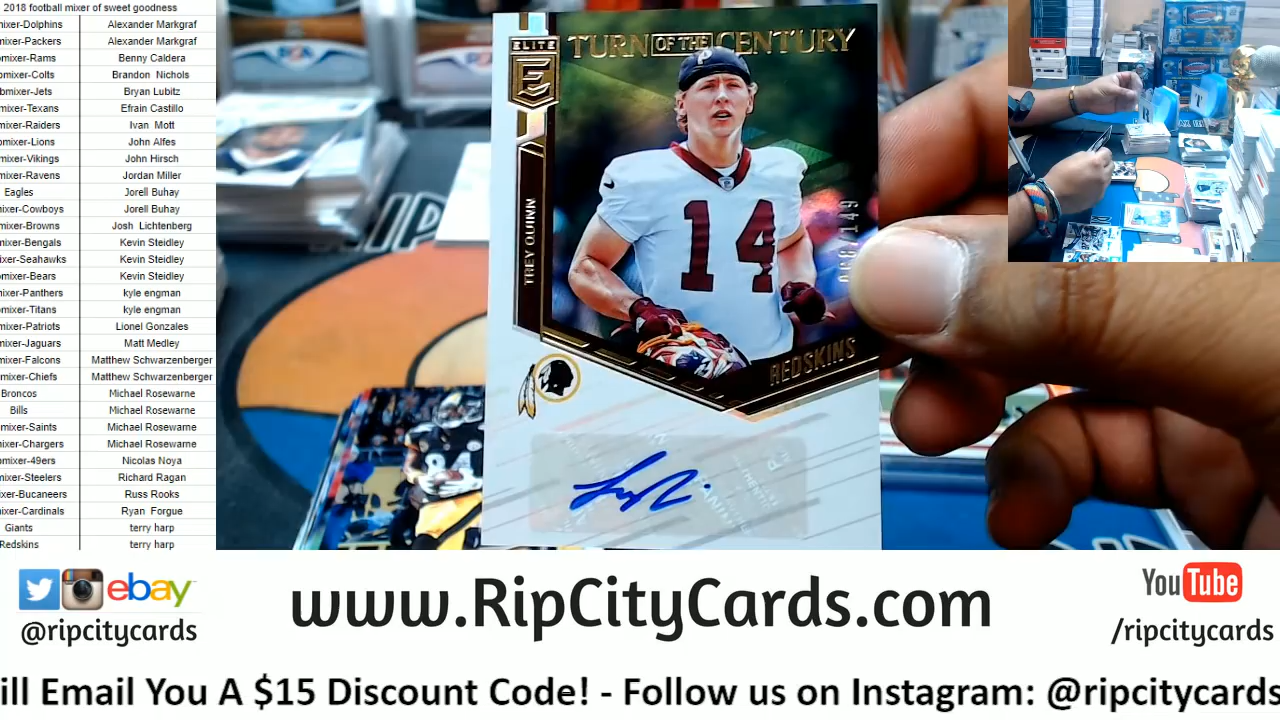 2018 football mixer of sweet goodness
mixer-Dolphins Alexander Markgraf
mixer-Packers Alexander Markgraf
omixer-Rams Benny Caldera
omixer-Colts Brandon Nichols
bmixer-Jets Bryan Lubitz
mixer-Texans Efrain Castillo
mixer-Raiders Ivan Mott
omixer-Lions John Alfes
mixer-Vikings John Hirsch
mixer-Ravens Jordan Miller
Eagles Jorell Buhay
mixer-Cowboys Jorell Buhay
mixer-Browns Josh Lichtenberg
mixer-Bengals Kevin Steidley
ixer-Seahawks Kevin Steidley
omixer-Bears Kevin Steidley
mixer-Panthers kyle engman
omixer-Titans kyle engman
mixer-Patriots Lionel Gonzales
mixer-Jaguars Matt Medley
mixer-Falcons Matthew Schwarzenberger
mixer-Chiefs Matthew Schwarzenberger
Broncos Michael Rosewarne
Bills Michael Rosewarne
mixer-Saints Michael Rosewarne
mixer-Chargers Michael Rosewarne
omixer-49ers Nicolas Noya
mixer-Steelers Richard Ragan
ixer-Bucaneers Russ Rooks
mixer-Cardinals Ryan Forgue
Giants terry harp
Redskins terry harp
ELITE
E
TURN OF THE CENTURY
TREY QUINN
14
/149
REDSKINS
84
ebay
@ripcitycards
www.RipCityCards.com
YouTube
/ripcitycards
ill Email You A $15 Discount Code! - Follow us on Instagram: @ripcitycards